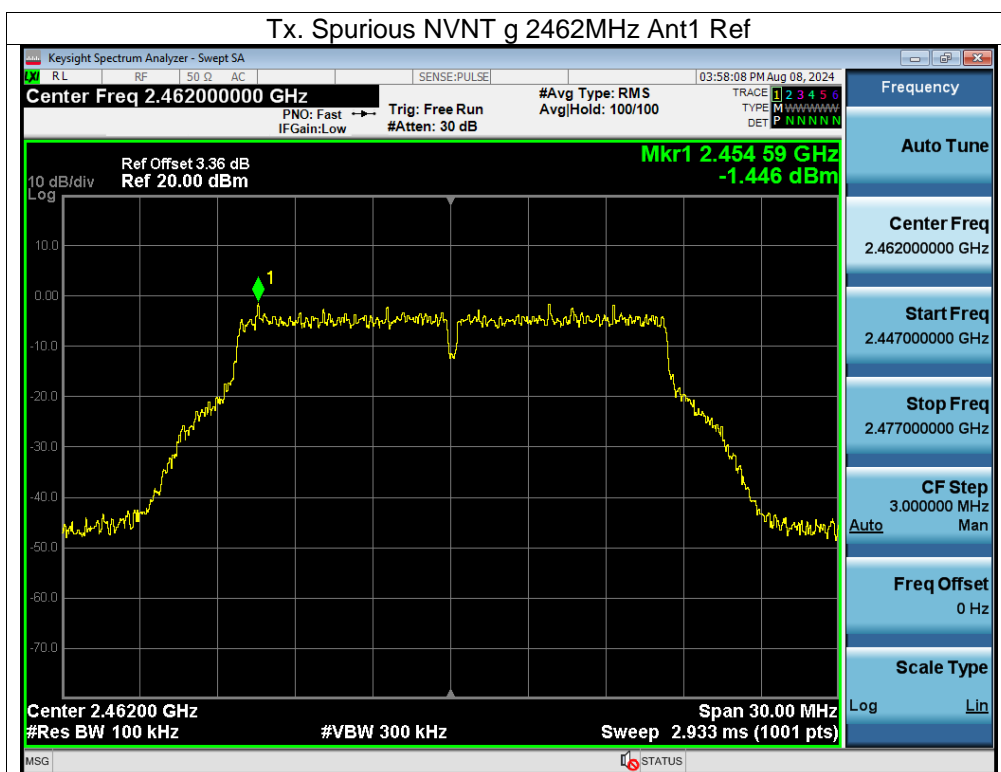 Tx. Spurious NVNT g 2462MHz Ant1 Ref
Keysight Spectrum Analyzer - Swept SA
LXI RL RF 50 Ω AC SENSE:PULSE 03:58:08 PM Aug 08, 2024
Center Freq 2.462000000 GHz
PNO: Fast
IFGain:Low
Trig: Free Run
#Atten: 30 dB
#Avg Type: RMS
Avg|Hold: 100/100
TRACE 1 2 3 4 5 6
TYPE M WWWWW
DET P N N N N N
Mkr1 2.454 59 GHz
-1.446 dBm
Ref Offset 3.36 dB
10 dB/div Ref 20.00 dBm
Log
10.0
0.00
-10.0
-20.0
-30.0
-40.0
-50.0
-60.0
-70.0
1
Center 2.46200 GHz Span 30.00 MHz
#Res BW 100 kHz #VBW 300 kHz Sweep 2.933 ms (1001 pts)
MSG STATUS
Frequency
Auto Tune
Center Freq
2.462000000 GHz
Start Freq
2.447000000 GHz
Stop Freq
2.477000000 GHz
CF Step
3.000000 MHz
Auto Man
Freq Offset
0 Hz
Scale Type
Log Lin